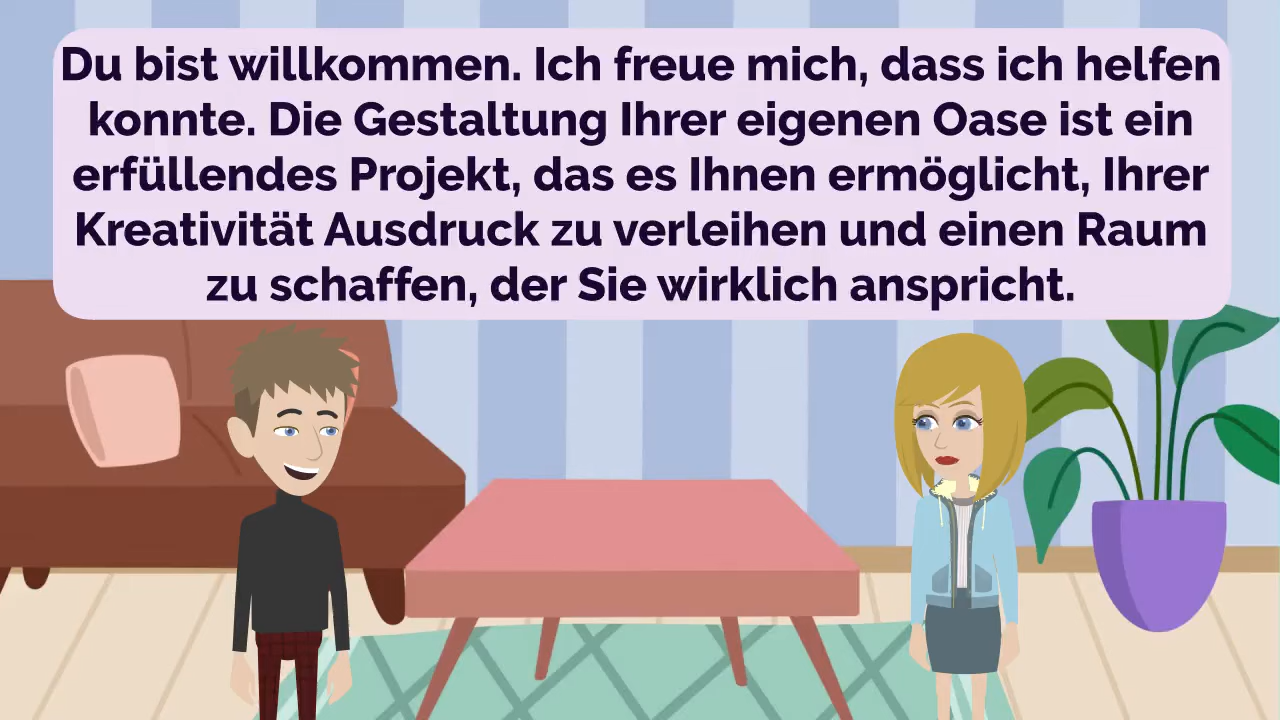 Du bist willkommen. Ich freue mich, dass ich helfen
konnte. Die Gestaltung Ihrer eigenen Oase ist ein
erfüllendes Projekt, das es Ihnen ermöglicht, Ihrer
Kreativität Ausdruck zu verleihen und einen Raum
zu schaffen, der Sie wirklich anspricht.